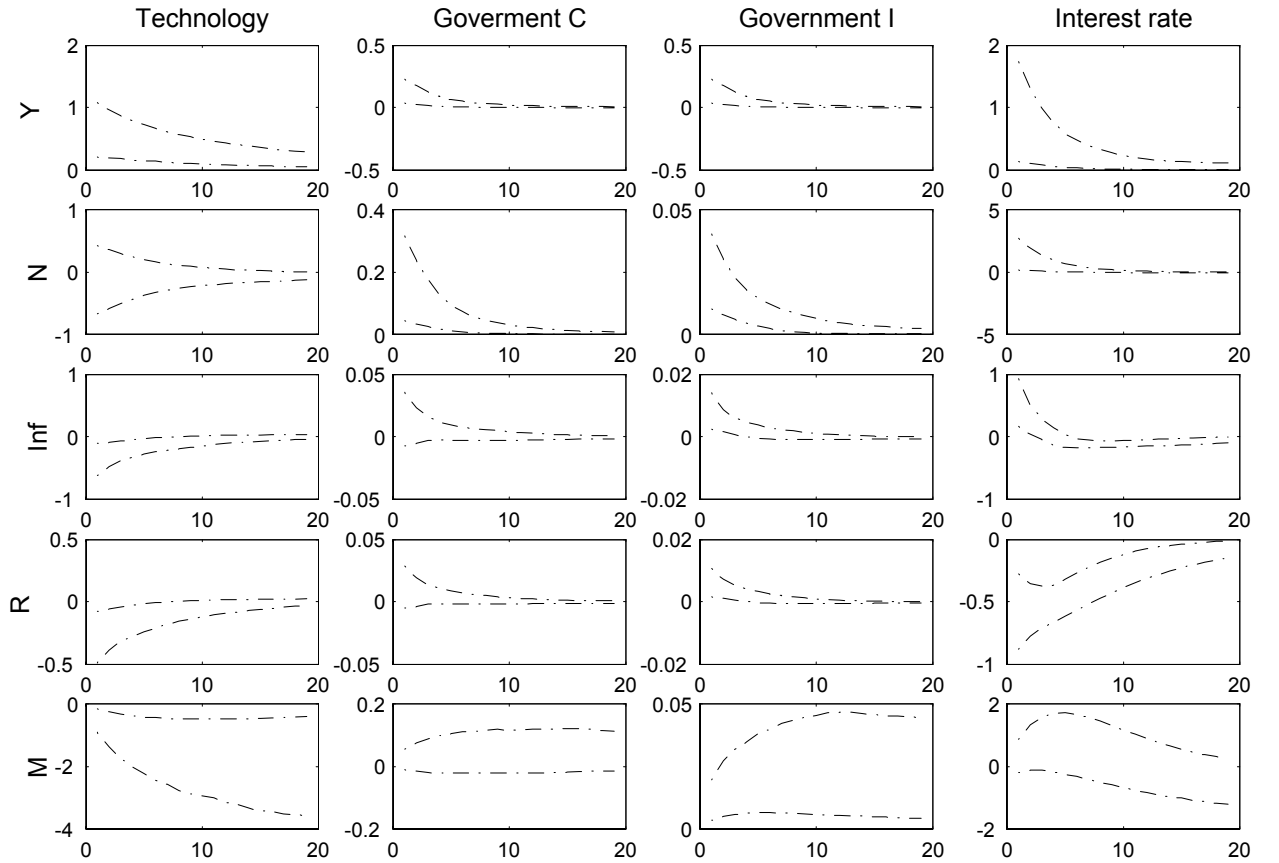 Technology Goverment C Government I Interest rate
2 0.5 0.5 2
Y 1 0 0 1
0 -0.5 -0.5 0
0 10 20 0 10 20 0 10 20 0 10 20
1 0.4 0.05 5
N 0 0.2 0
0
-1 0 0 -5
0 10 20 0 10 20 0 10 20 0 10 20
1 0.05 0.02 1
Inf 0 0 0 0
-1 -0.05 -0.02 -1
0 10 20 0 10 20 0 10 20 0 10 20
0.5 0.05 0.02 0
R 0 0 0 -0.5
-0.5 -0.05 -0.02 -1
0 10 20 0 10 20 0 10 20 0 10 20
0 0.2 0.05 2
M -2 0 0
-4 -0.2 0 -2
0 10 20 0 10 20 0 10 20 0 10 20